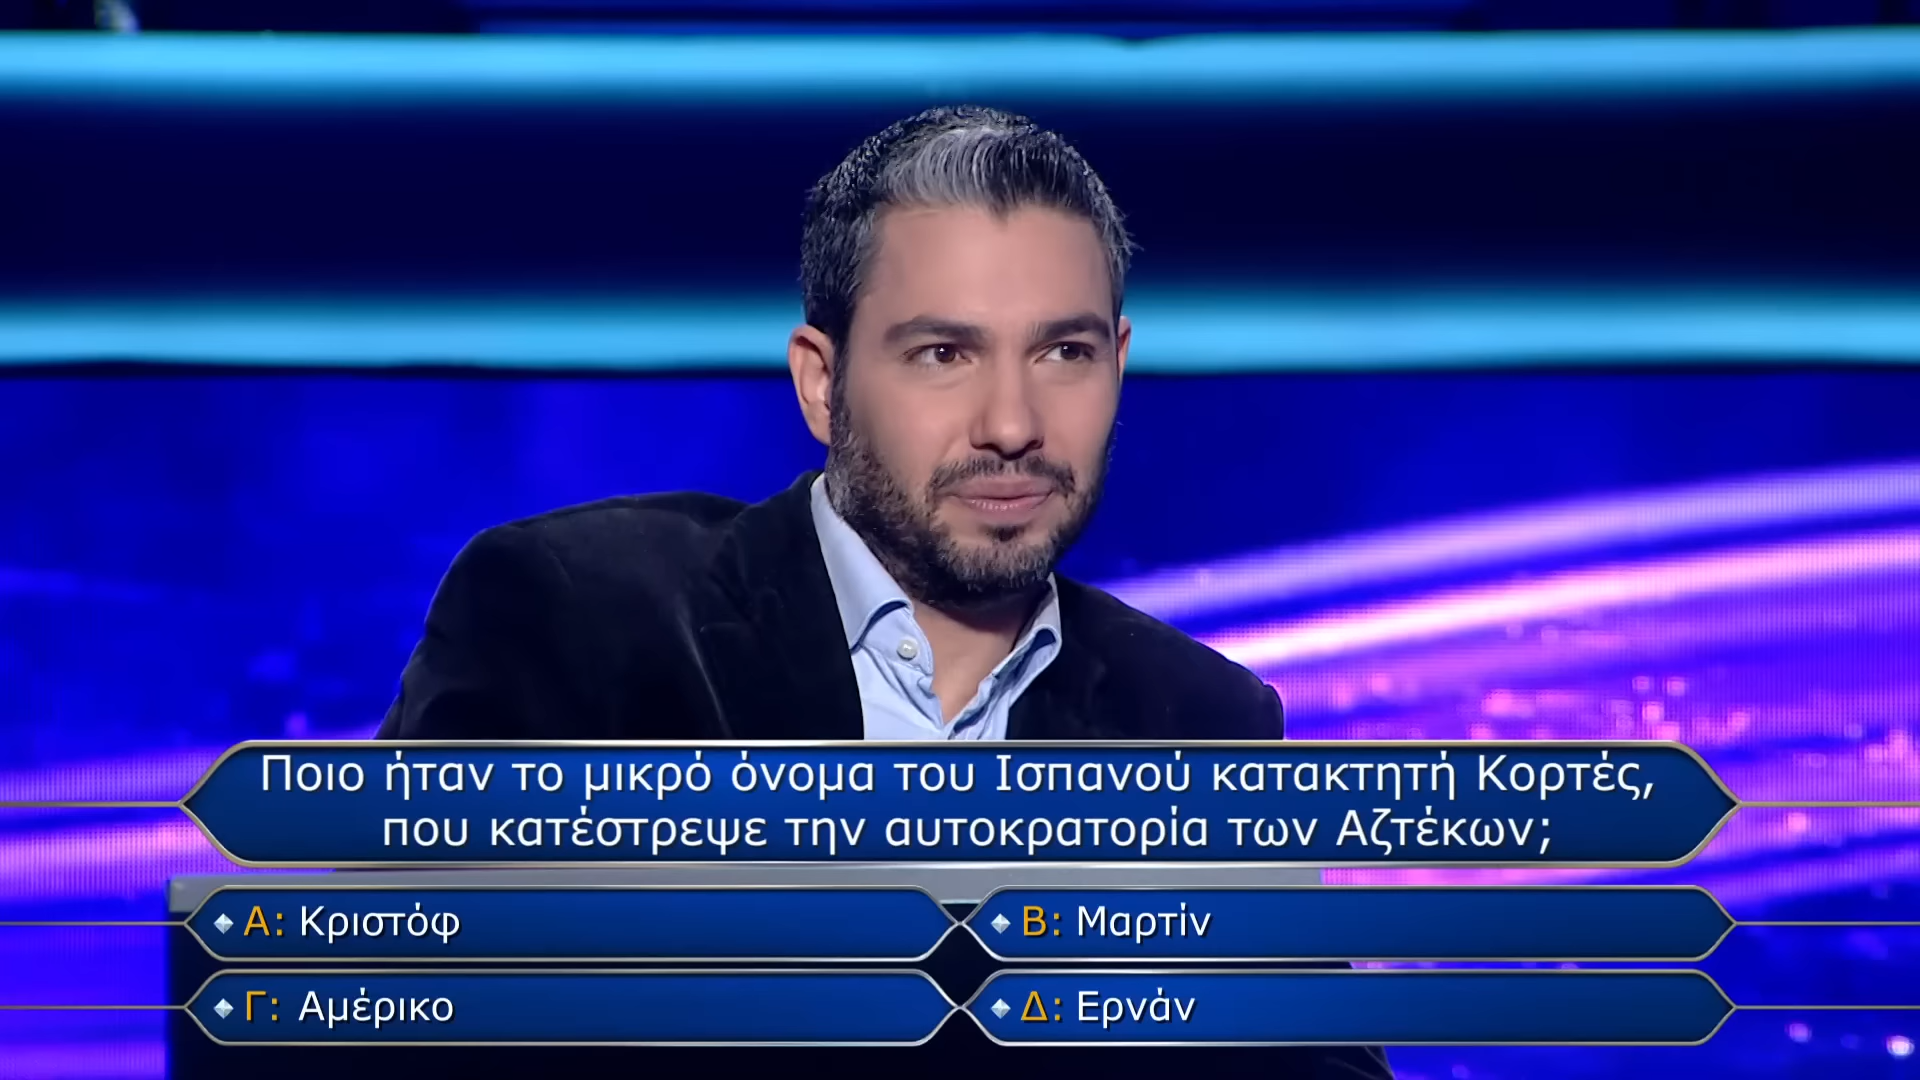 Ποιο ήταν το μικρό όνομα του Ισπανού κατακτητή Κορτές,
που κατέστρεψε την αυτοκρατορία των Αζτέκων;
Α: Κριστόφ
Β: Μαρτίν
Γ: Αμέρικο
Δ: Ερνάν